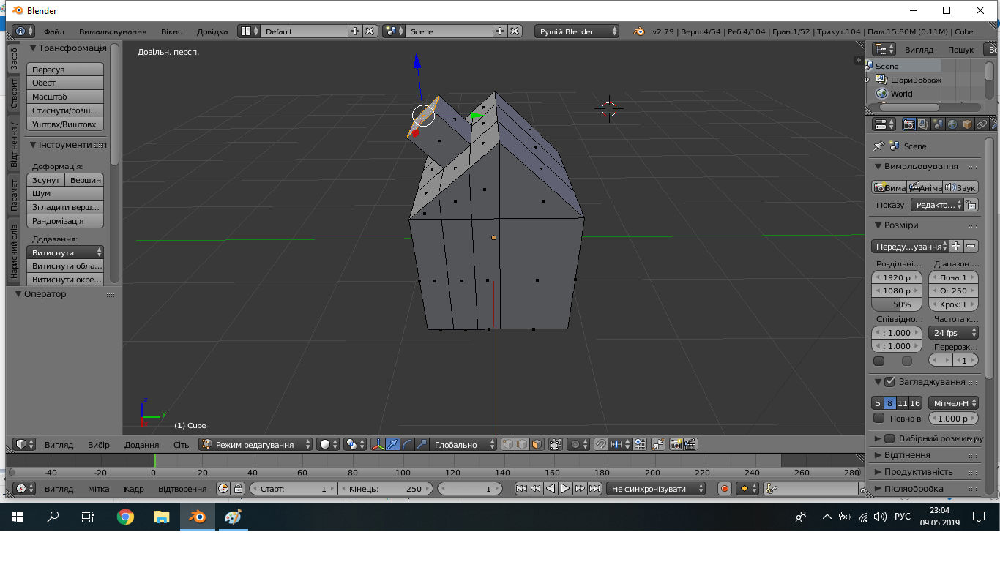 Blender
Файл Вимальовування Вікно Довідка Default Scene Рушій Blender v2.79 | Верш:4/54 | Реб:4/104 | Гран:1/52 | Трикут:104 | Пам:15.80M (0.11M) | Cube
Засоб
Створит
Відтінення /
Парамет
Нарисний олів
Трансформація
Пересув
Оберт
Масштаб
Стиснути/розш...
Уштовх/Виштовх
Інструменти сіт
Деформація:
Зсунут Вершин
Шум
Згладити верш...
Рандомізація
Додавання:
Витиснути
Витиснути обла...
Витиснути окре...
Оператор
Довільн. персп.
z
y
x
(1) Cube
Вигляд Вибір Додання Сіть Режим редагування Глобально
-40 -20 0 20 40 60 80 100 120 140 160 180 200 220 240 260 280
Вигляд Мітка Кадр Відтворення Старт: 1 Кінець: 250 1 Не синхронізувати
Вигляд Пошук Вс
Scene
ШариЗображ
World
Scene
Вимальовування
Вима Аніма Звук
Показу Редакто...
Розміри
Переду...ування
Роздільні... Діапазон ...
1920 р Поча:1
1080 р О: 250
50% Крок: 1
Співвідно... Частота к...
: 1.000 24 fps
: 1.000 Перерозк...
1
Загладжування
5 8 11 16 Мітчел-Н
Повна в 1.000 р
Вибірний розмив.ру
Відтінення
Продуктивність
Післяобробка
РУС
23:04
09.05.2019